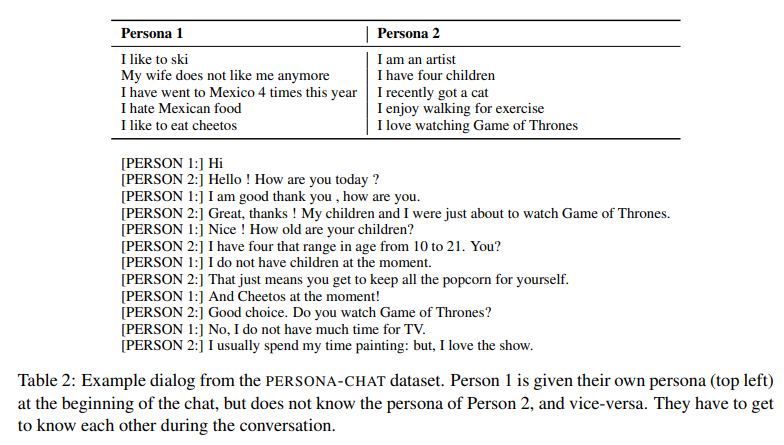 Persona 1 Persona 2
I like to ski I am an artist
My wife does not like me anymore I have four children
I have went to Mexico 4 times this year I recently got a cat
I hate Mexican food I enjoy walking for exercise
I like to eat cheetos I love watching Game of Thrones
[PERSON 1:] Hi
[PERSON 2:] Hello ! How are you today ?
[PERSON 1:] I am good thank you , how are you.
[PERSON 2:] Great, thanks ! My children and I were just about to watch Game of Thrones.
[PERSON 1:] Nice ! How old are your children?
[PERSON 2:] I have four that range in age from 10 to 21. You?
[PERSON 1:] I do not have children at the moment.
[PERSON 2:] That just means you get to keep all the popcorn for yourself.
[PERSON 1:] And Cheetos at the moment!
[PERSON 2:] Good choice. Do you watch Game of Thrones?
[PERSON 1:] No, I do not have much time for TV.
[PERSON 2:] I usually spend my time painting: but, I love the show.
Table 2: Example dialog from the PERSONA-CHAT dataset. Person 1 is given their own persona (top left)
at the beginning of the chat, but does not know the persona of Person 2, and vice-versa. They have to get
to know each other during the conversation.